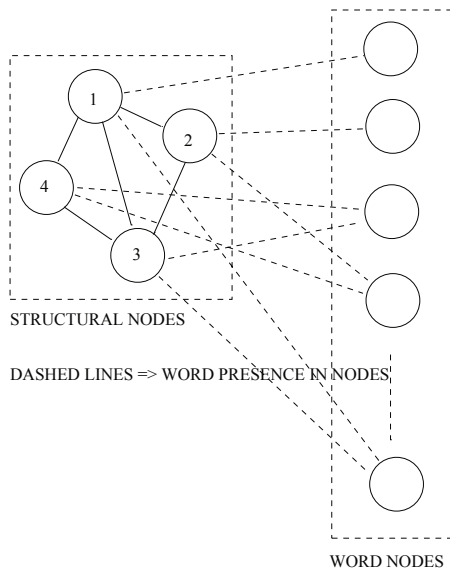 1
2
4
3
STRUCTURAL NODES
DASHED LINES => WORD PRESENCE IN NODES
WORD NODES